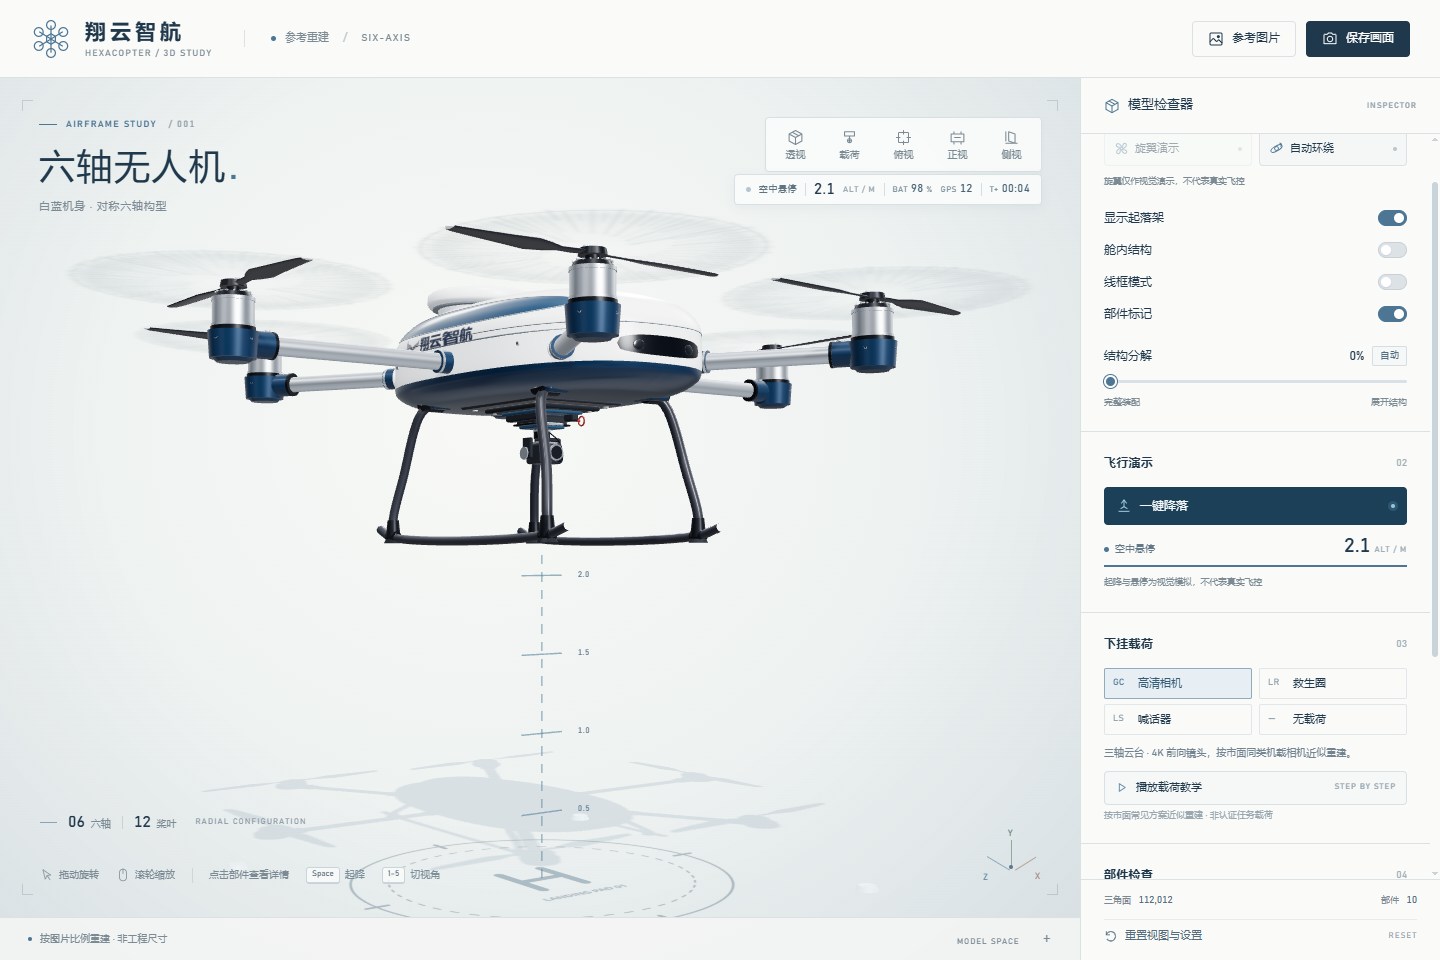 翔云智航
HEXACOPTER / 3D STUDY
参考重建 / SIX-AXIS
参考图片
保存画面
AIRFRAME STUDY / 001
六轴无人机.
白蓝机身 · 对称六轴构型
透视
载荷
俯视
正视
侧视
空中悬停 2.1 ALT / M BAT 98 % GPS 12 T+ 00:04
翔云智航
2.0
1.5
1.0
0.5
06 六轴 12 桨叶 RADIAL CONFIGURATION
拖动旋转 滚轮缩放 点击部件查看详情 Space 起降 1-5 切视角
H
Y
Z
X
按图片比例重建 · 非工程尺寸
MODEL SPACE +
模型检查器 INSPECTOR
旋翼演示
自动环绕
旋翼仅作视觉演示，不代表真实飞控
显示起落架
舱内结构
线框模式
部件标记
结构分解 0% 自动
完整装配 展开结构
飞行演示 02
一键降落
空中悬停 2.1 ALT / M
起降与悬停为视觉模拟，不代表真实飞控
下挂载荷 03
GC 高清相机
LR 救生圈
LS 喊话器
— 无载荷
三轴云台 · 4K 前向镜头，按市面同类机载相机近似重建。
播放载荷教学 STEP BY STEP
按市面常见方案近似重建 · 非认证任务载荷
部件检查 04
三角面 112,012 部件 10
重置视图与设置 RESET